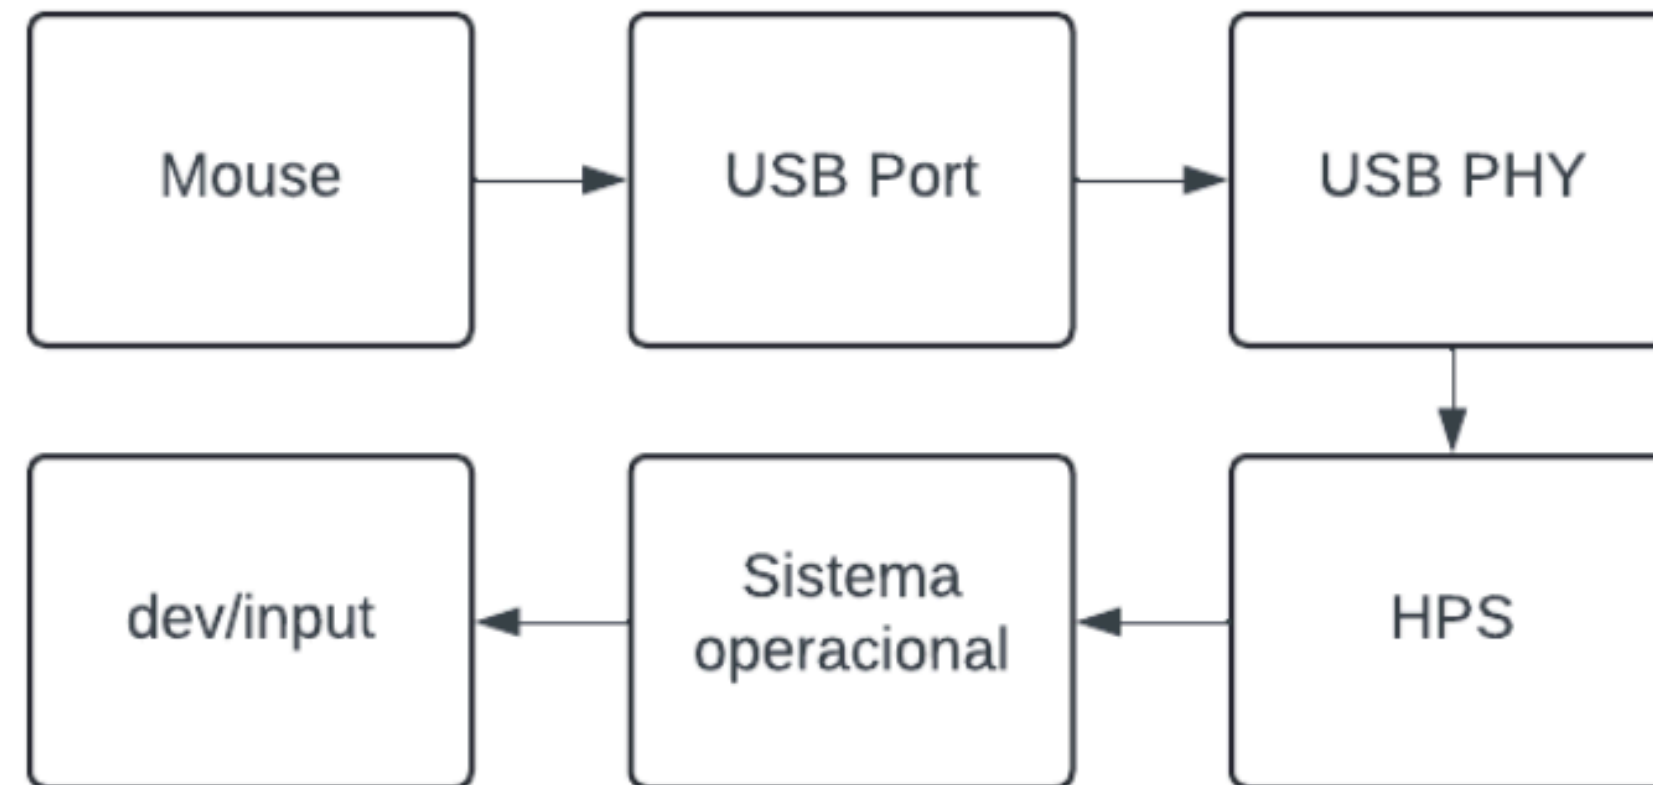 Mouse
USB Port
USB PHY
dev/input
Sistema
operacional
HPS